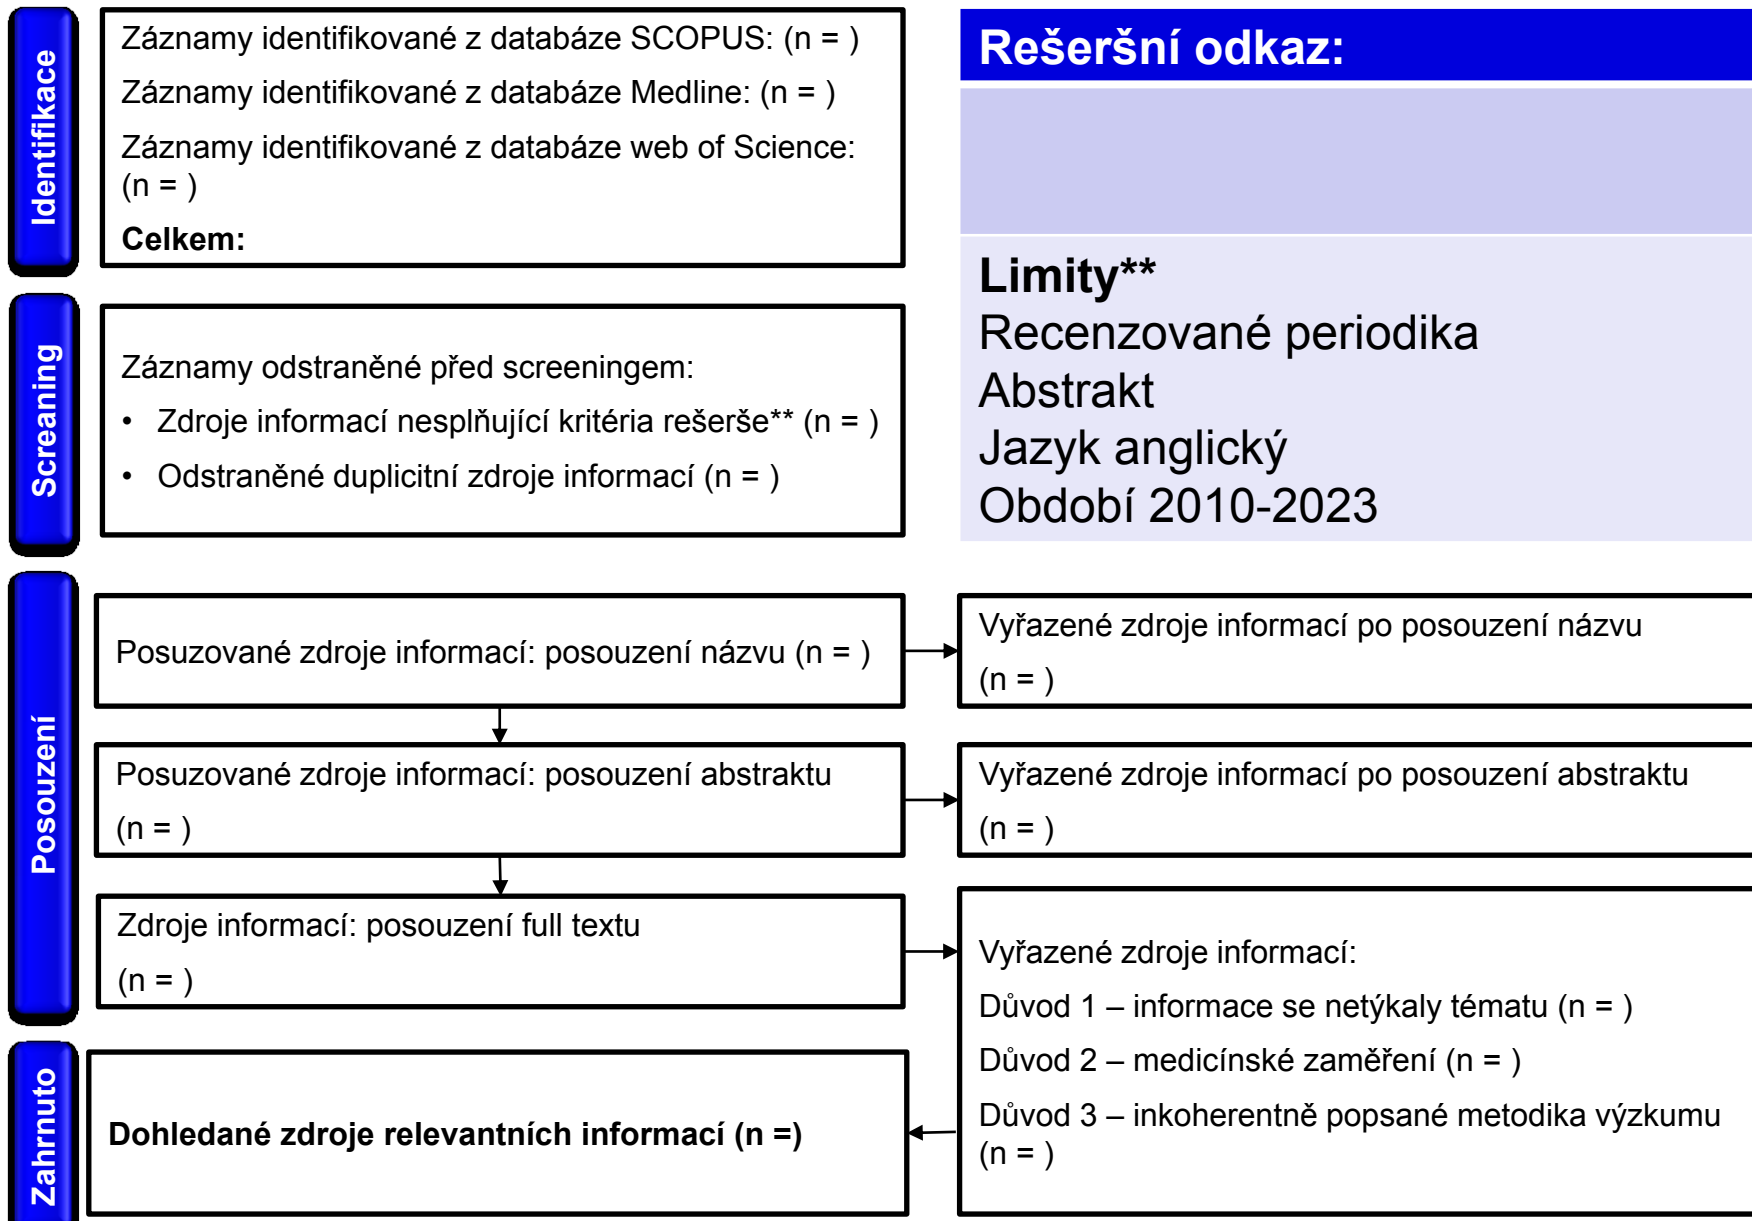 Identifikace
Záznamy identifikované z databáze SCOPUS: (n = )
Záznamy identifikované z databáze Medline: (n = )
Záznamy identifikované z databáze web of Science:
(n = )
Celkem:
Rešeršní odkaz:
Limity**
Recenzované periodika
Abstrakt
Jazyk anglický
Období 2010-2023
Screaning
Záznamy odstraněné před screeningem:
• Zdroje informací nesplňující kritéria rešerše** (n = )
• Odstraněné duplicitní zdroje informací (n = )
Posouzení
Posuzované zdroje informací: posouzení názvu (n = )
Vyřazené zdroje informací po posouzení názvu
(n = )
Posuzované zdroje informací: posouzení abstraktu
(n = )
Vyřazené zdroje informací po posouzení abstraktu
(n = )
Zdroje informací: posouzení full textu
(n = )
Vyřazené zdroje informací:
Důvod 1 – informace se netýkaly tématu (n = )
Důvod 2 – medicínské zaměření (n = )
Důvod 3 – inkoherentně popsané metodika výzkumu
(n = )
Zahrnuto
Dohledané zdroje relevantních informací (n =)